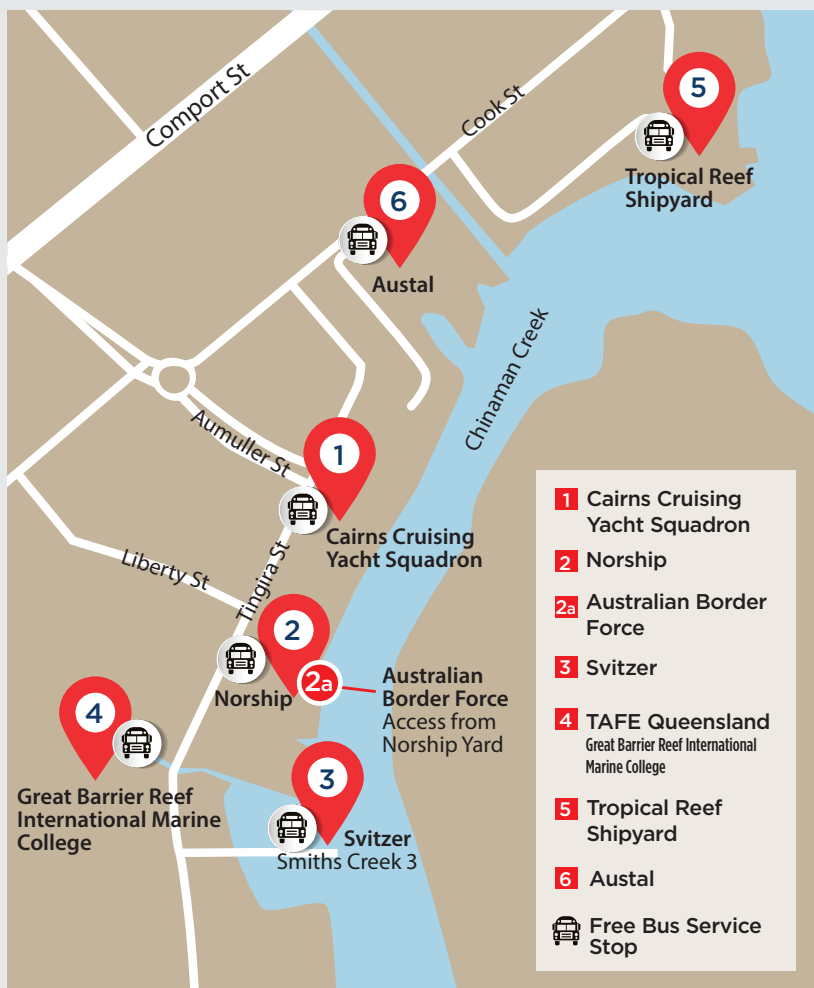 Comport St
Cook St
5
Tropical Reef
Shipyard
6
Austal
Chinaman Creek
Aumuller St
1
Cairns Cruising
Yacht Squadron
Liberty St
Tingira St
2
Norship
2a
Australian
Border Force
Access from
Norship Yard
4
Great Barrier Reef
International Marine
College
3
Svitzer
Smiths Creek 3
1 Cairns Cruising
Yacht Squadron
2 Norship
2a Australian Border
Force
3 Svitzer
4 TAFE Queensland
Great Barrier Reef International
Marine College
5 Tropical Reef
Shipyard
6 Austal
Free Bus Service
Stop